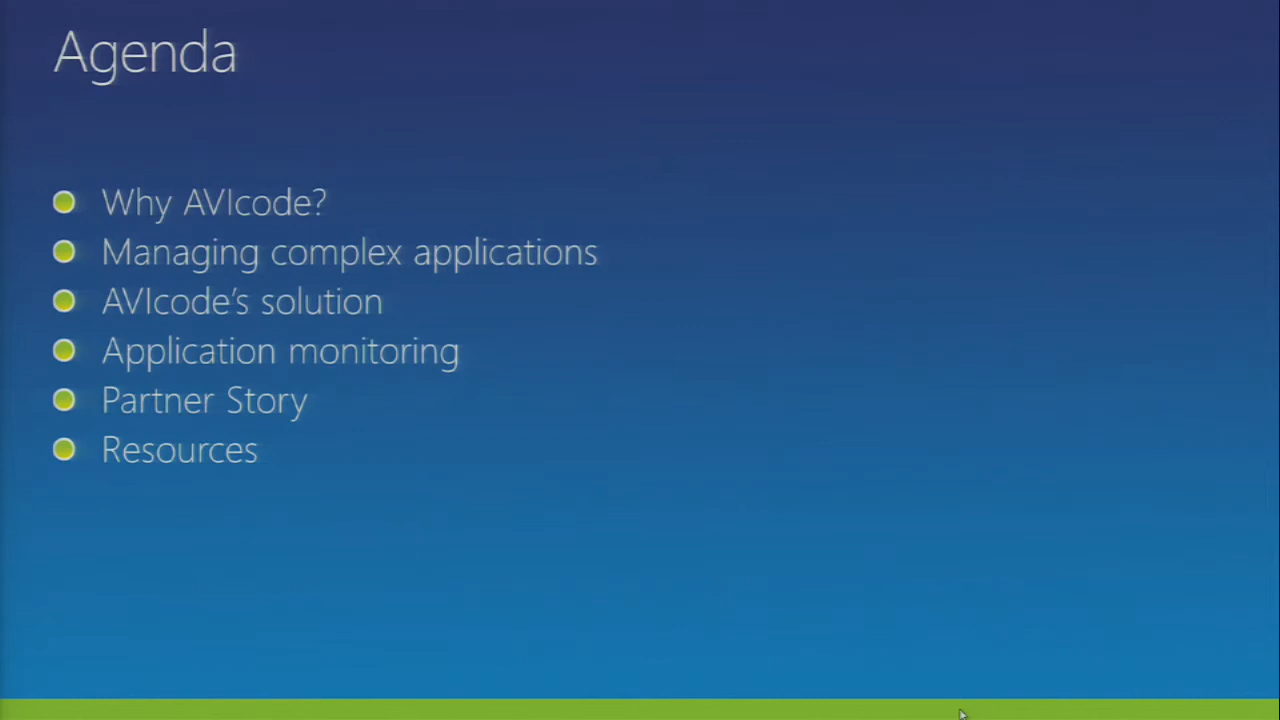 Agenda
Why AVIcode?
Managing complex applications
AVIcode's solution
Application monitoring
Partner Story
Resources